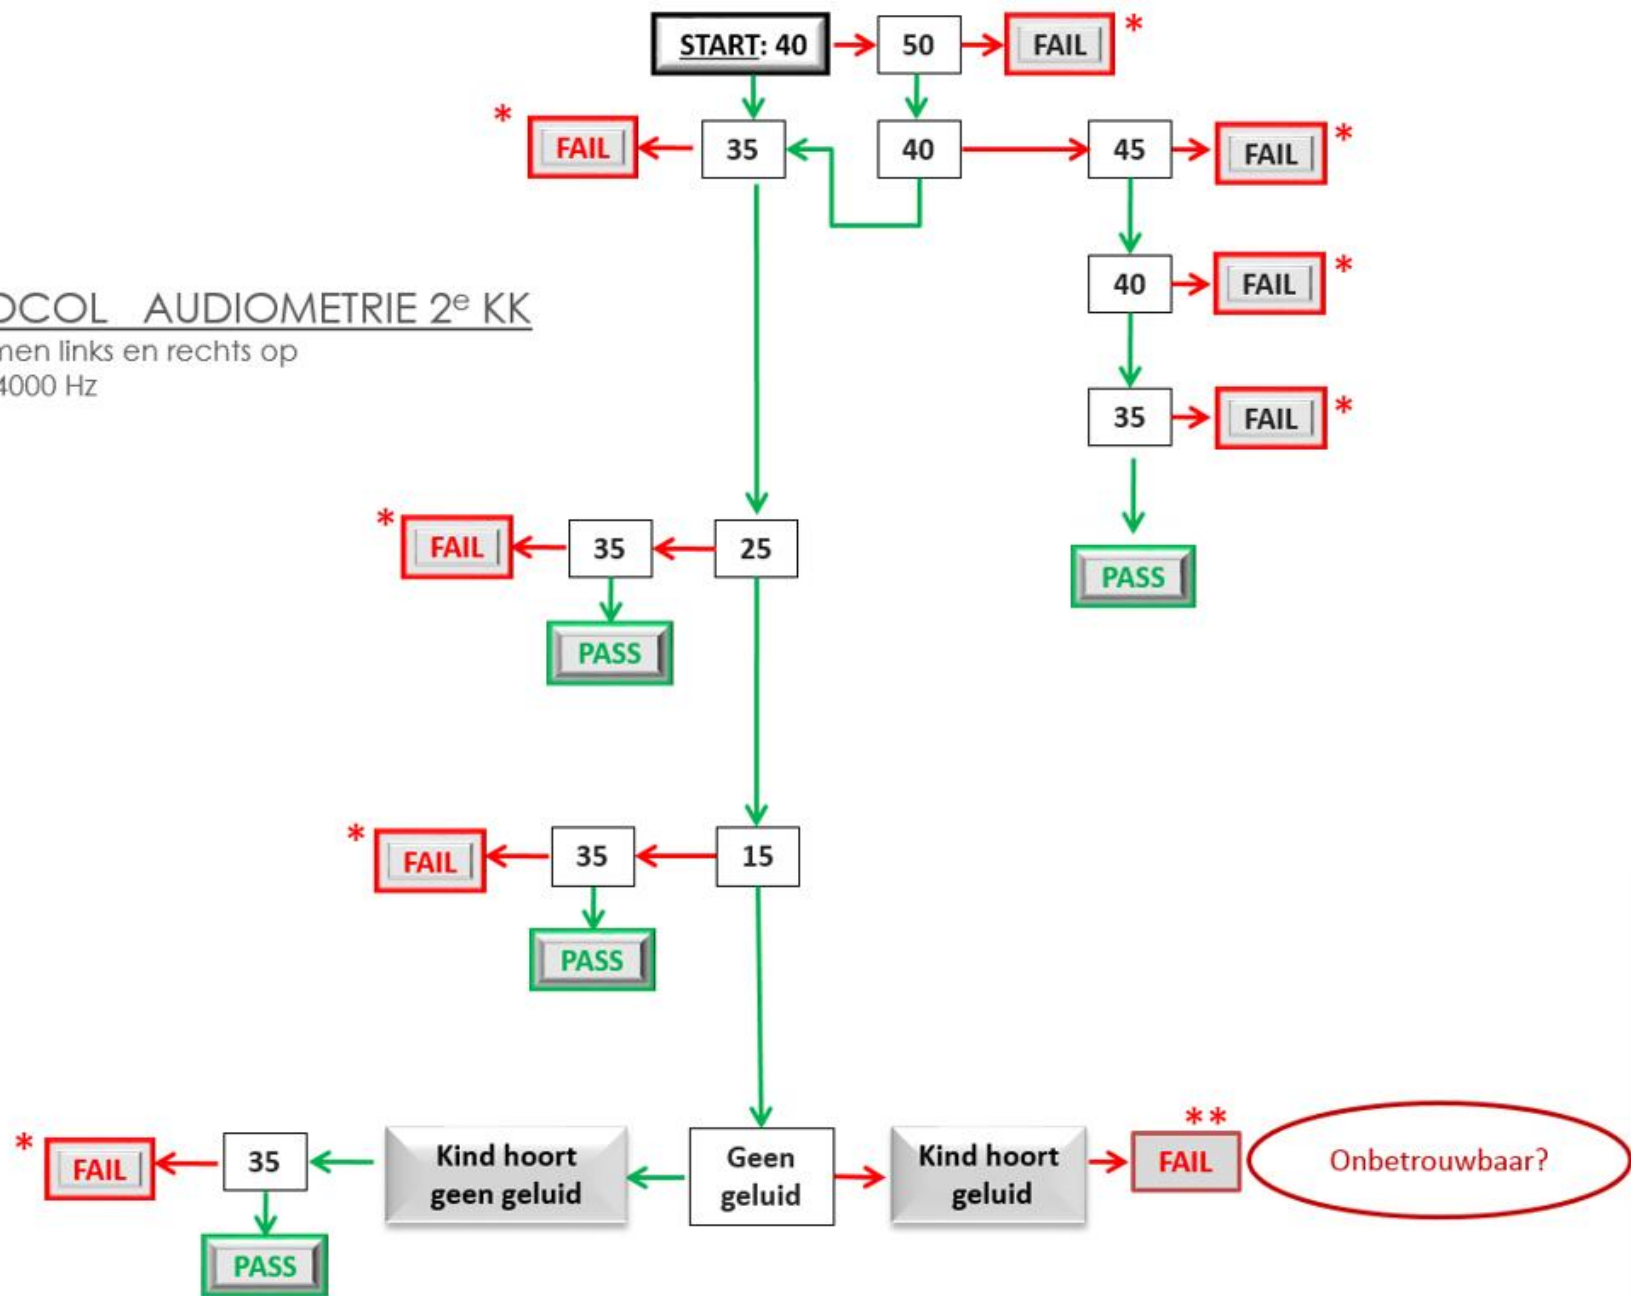 START: 40
50
FAIL
*
*
FAIL
35
40
45
FAIL
*
40
FAIL
*
OCOL AUDIOMETRIE 2e KK
men links en rechts op
4000 Hz
35
FAIL
*
*
FAIL
35
25
PASS
PASS
*
FAIL
35
15
PASS
*
FAIL
35
Kind hoort
geen geluid
Geen
geluid
Kind hoort
geluid
**
FAIL
Onbetrouwbaar?
PASS